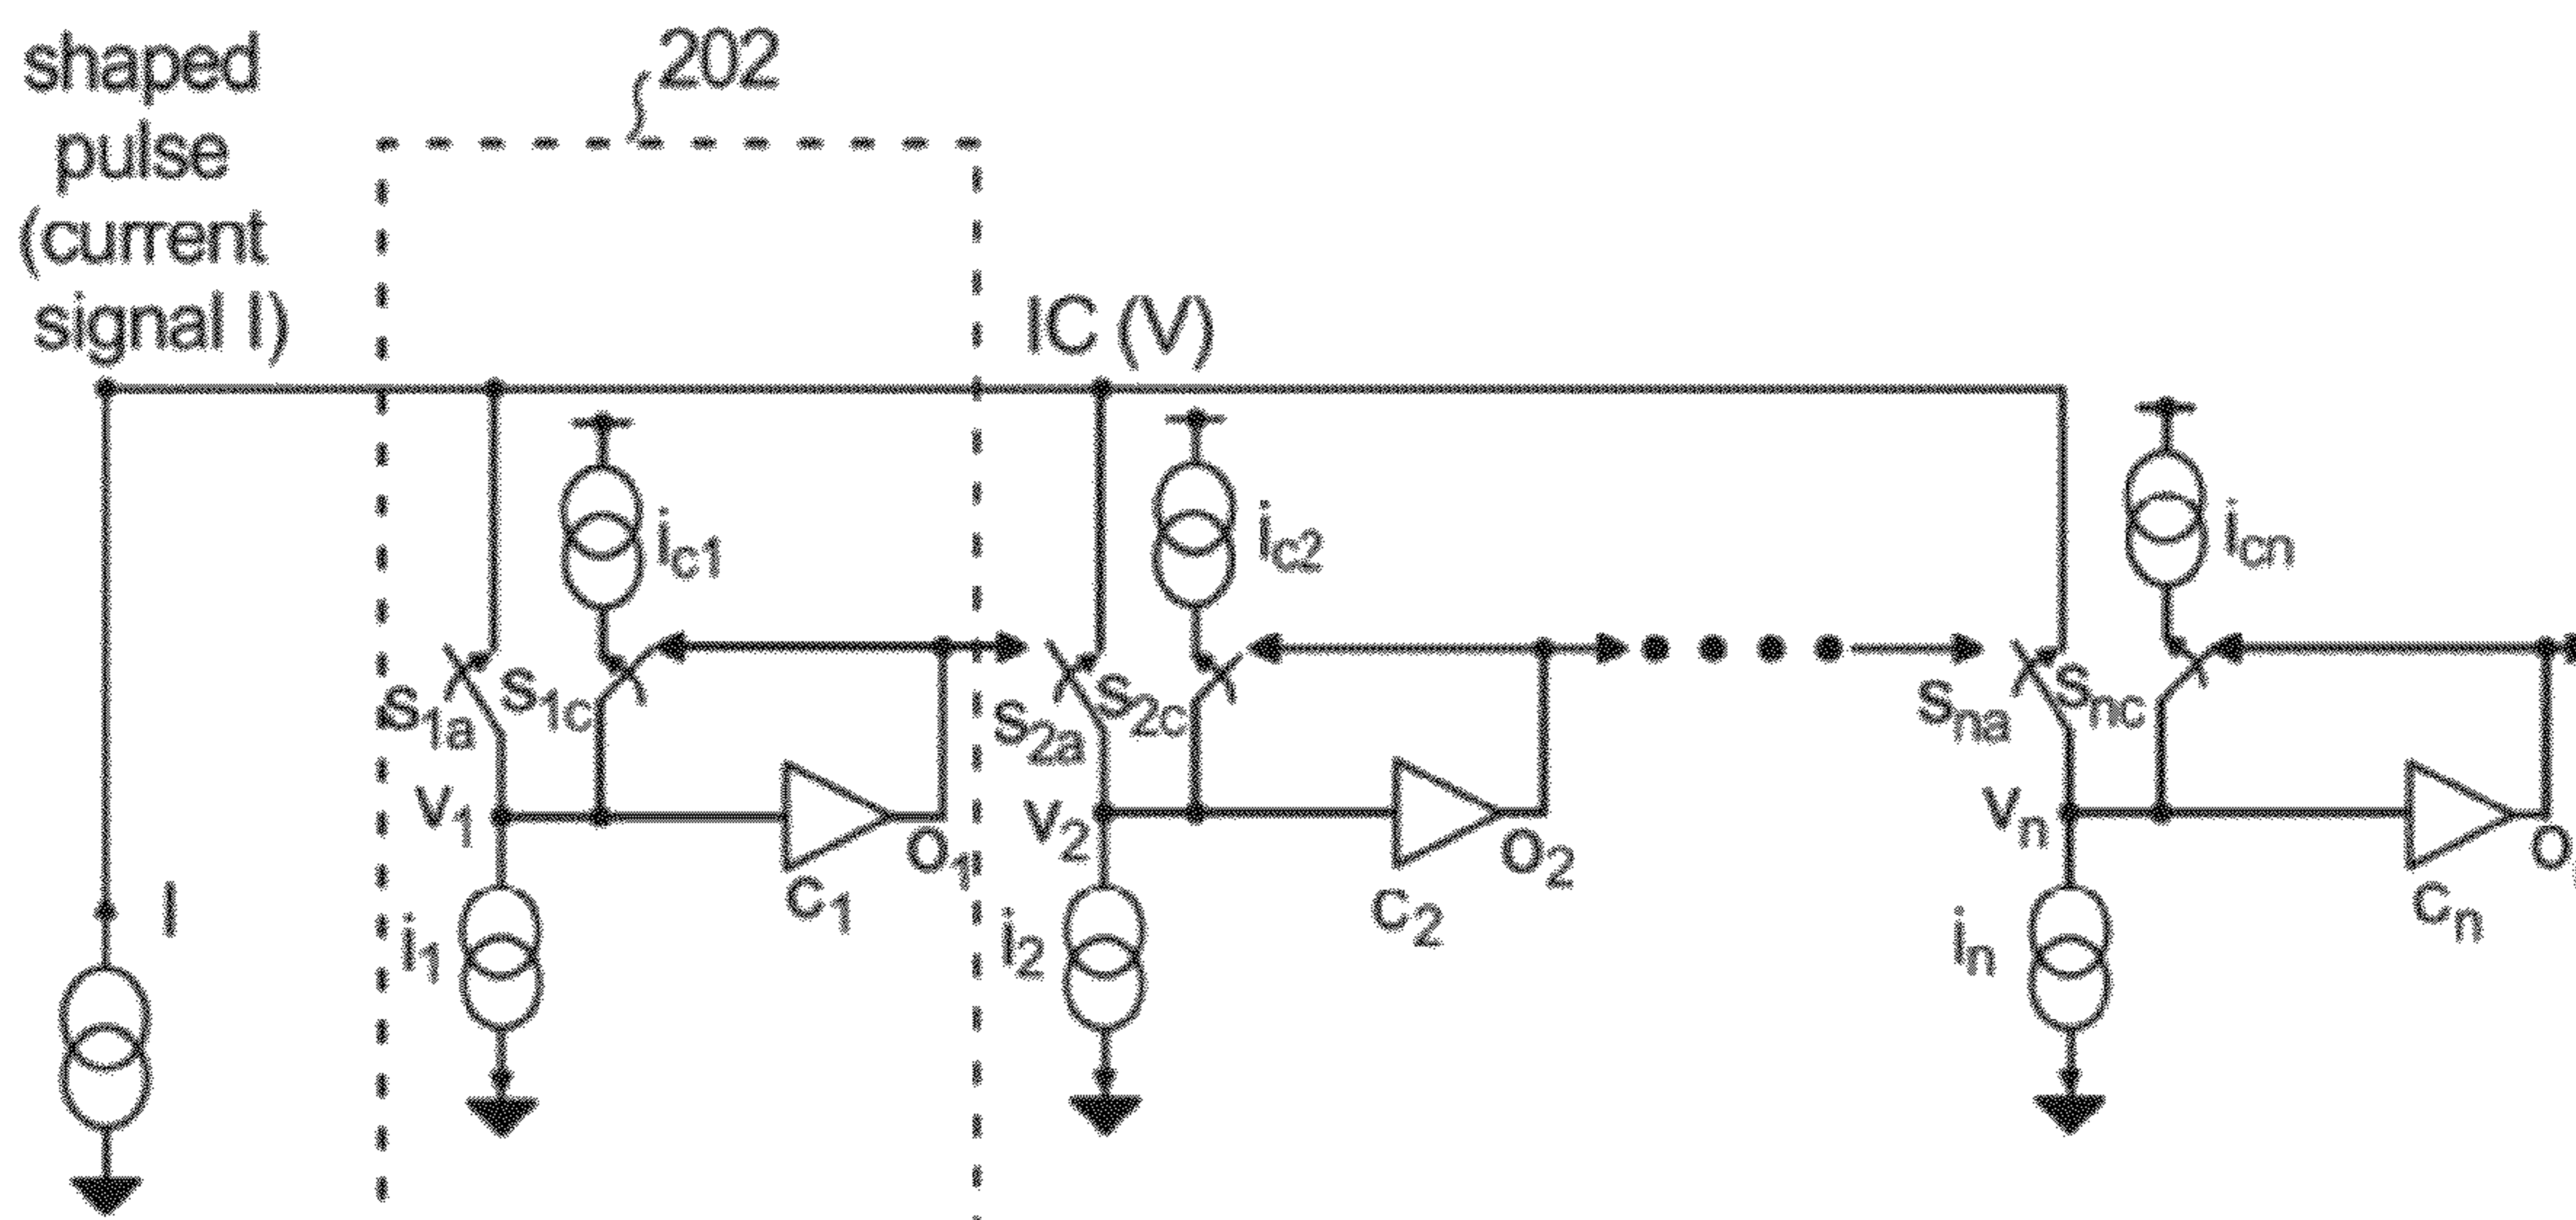 shaped
pulse
(current
signal I)
202
IC (V)
ic1
ic2
icn
s1a
s1c
s2a
s2c
sna
snc
v1
o1
v2
o2
vn
I
i1
c1
i2
c2
in
cn